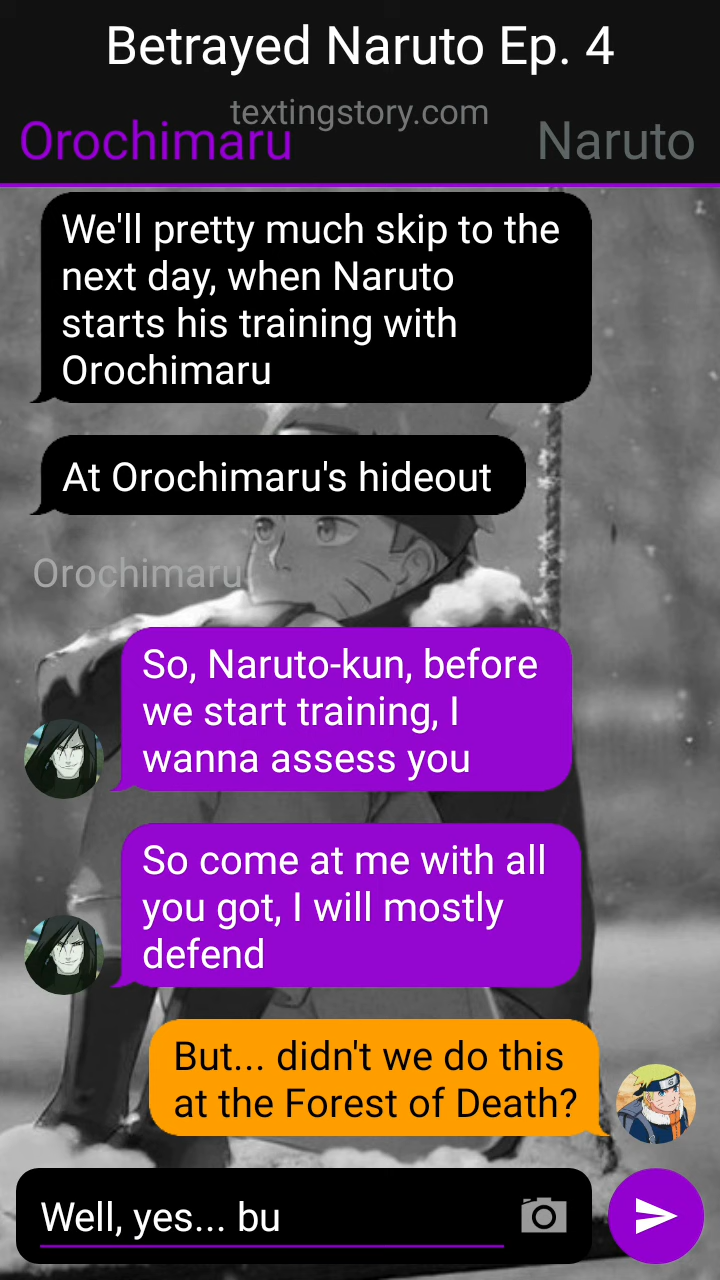 Betrayed Naruto Ep. 4
textingstory.com
Orochimaru
Naruto
We'll pretty much skip to the
next day, when Naruto
starts his training with
Orochimaru
At Orochimaru's hideout
Orochimaru
So, Naruto-kun, before
we start training, I
wanna assess you
So come at me with all
you got, I will mostly
defend
But... didn't we do this
at the Forest of Death?
Well, yes... bu